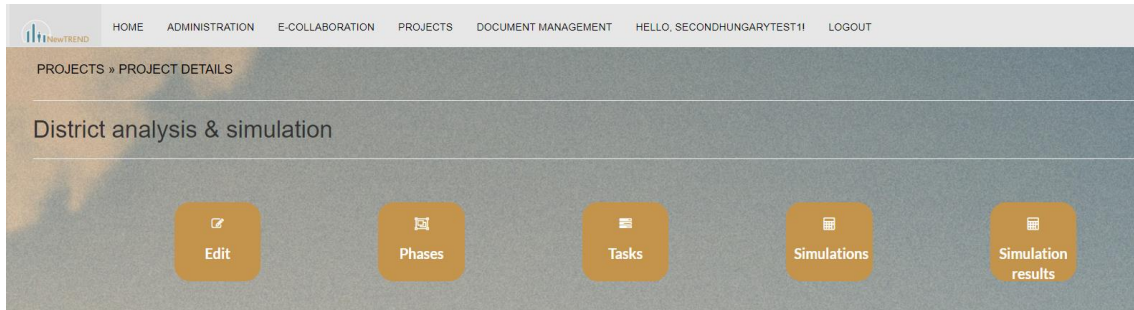 NewTREND
HOME ADMINISTRATION E-COLLABORATION PROJECTS DOCUMENT MANAGEMENT HELLO, SECONDHUNGARYTEST1! LOGOUT
PROJECTS » PROJECT DETAILS
District analysis & simulation
Edit
Phases
Tasks
Simulations
Simulation
results